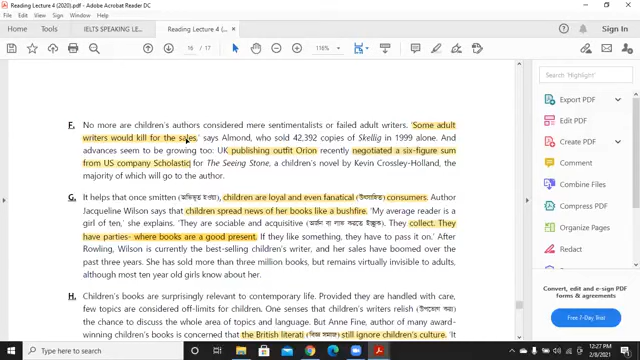 Reading Lecture 4 (2020).pdf - Adobe Acrobat Reader DC
File Edit View Sign Window Help
Home Tools IELTS SPEAKING LE... Reading Lecture 4 (... × Sign In
16 / 17 116%
F. No more are children's authors considered mere sentimentalists or failed adult writers. 'Some adult
writers would kill for the sales,' says Almond, who sold 42,392 copies of Skellig in 1999 alone. And
advances seem to be growing too: UK publishing outfit Orion recently negotiated a six-figure sum
from US company Scholastic for The Seeing Stone, a children's novel by Kevin Crossley-Holland, the
majority of which will go to the author.
G. It helps that once smitten (অভিভূত হওয়া), children are loyal and even fanatical (উৎসাহিত) consumers. Author
Jacqueline Wilson says that children spread news of her books like a bushfire. 'My average reader is a
girl of ten,' she explains. 'They are sociable and acquisitive (অর্জন বা লাভ করতে ইচ্ছুক). They collect. They
have parties- where books are a good present. If they like something, they have to pass it on.' After
Rowling, Wilson is currently the best-selling children's writer, and her sales have boomed over the
past three years. She has sold more than three million books, but remains virtually invisible to adults,
although most ten year old girls know about her.
H. Children's books are surprisingly relevant to contemporary life. Provided they are handled with care,
few topics are considered off-limits for children. One senses that children's writers relish (উপভোগ করা)
the chance to discuss the whole area of topics and language. But Anne Fine, author of many award-
winning children's books is concerned that the British literati still ignore children's culture. 'It
Search 'Highlight'
Export PDF
Edit PDF
Create PDF
Comment
Combine Files
Compress PDF
Organize Pages
Redact
Convert, edit and e-sign PDF
forms & agreements
Free 7-Day Trial
Type here to search
12:27 PM
2/8/2021